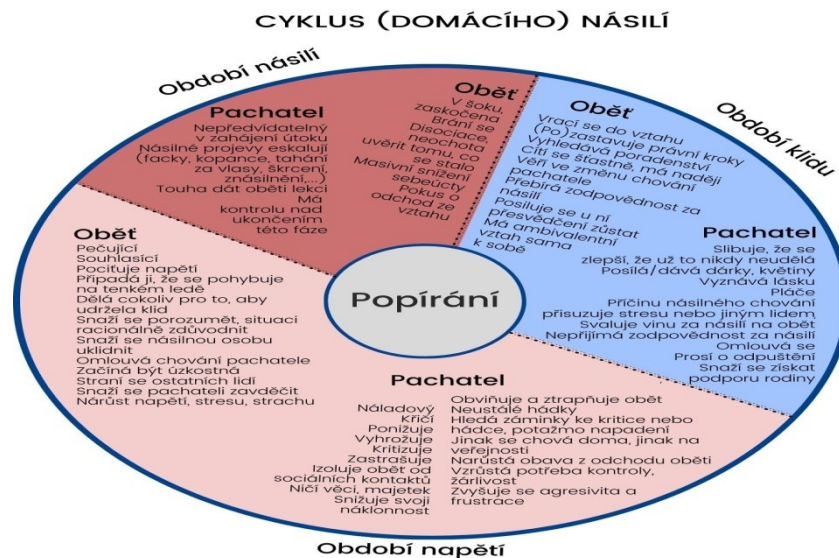 CYKLUS (DOMÁCÍHO) NÁSILÍ
Období násilí
Pachatel
Nepředvídatelný
v zahájení útoku
Násilné projevy eskalují
(facky, kopance, tahání
za vlasy, škrcení,
znásilnění,...)
Touha dát oběti lekci
Má
kontrolu nad
ukončením
této fáze
Oběť
V šoku,
zaskočena
Brání se
Disociace,
neochota
uvěřit tomu, co
se stalo
Masivní snížení
sebeúcty
Pokus o
odchod ze
vztahu
Období klidu
Oběť
Vrací se do vztahu
(Po)zastavuje právní kroky
Vyhledává poradenství
Cítí se šťastně, má naději
Věří ve změnu chování
pachatele
Přebírá zodpovědnost za
násilí
Posiluje se u ní
přesvědčení zůstat
Má ambivalentní
vztah sama
k sobě
Pachatel
Slibuje, že se
zlepší, že už to nikdy neudělá
Posílá/dává dárky, květiny
Vyznává lásku
Pláče
Příčinu násilného chování
přisuzuje stresu nebo jiným lidem
Svaluje vinu za násilí na obět
Nepřijímá zodpovědnost za násilí
Omlouvá se
Prosí o odpuštění
Snaží se získat
podporu rodiny
Popírání
Oběť
Pečující
Souhlasící
Pociťuje napětí
Připadá jí, že se pohybuje
na tenkém ledě
Dělá cokoliv pro to, aby
udržela klid
Snaží se porozumět, situaci
racionálně zdůvodnit
Snaží se násilnou osobu
uklidnit
Omlouvá chování pachatele
Začíná být úzkostná
Straní se ostatních lidí
Snaží se pachateli zavděčit
Nárůst napětí, stresu, strachu
Pachatel
Náladový
Křičí
Ponižuje
Vyhrožuje
Kritizuje
Zastrašuje
Izoluje obět od
sociálních kontaktů
Ničí věci, majetek
Snižuje svoji
náklonnost
Obviňuje a ztrapňuje obět
Neustálé hádky
Hledá záminky ke kritice nebo
hádce, potažmo napadení
Jinak se chová doma, jinak na
veřejnosti
Narůstá obava z odchodu oběti
Vzrůstá potřeba kontroly,
žárlivost
Zvyšuje se agresivita a
frustrace
Období napětí